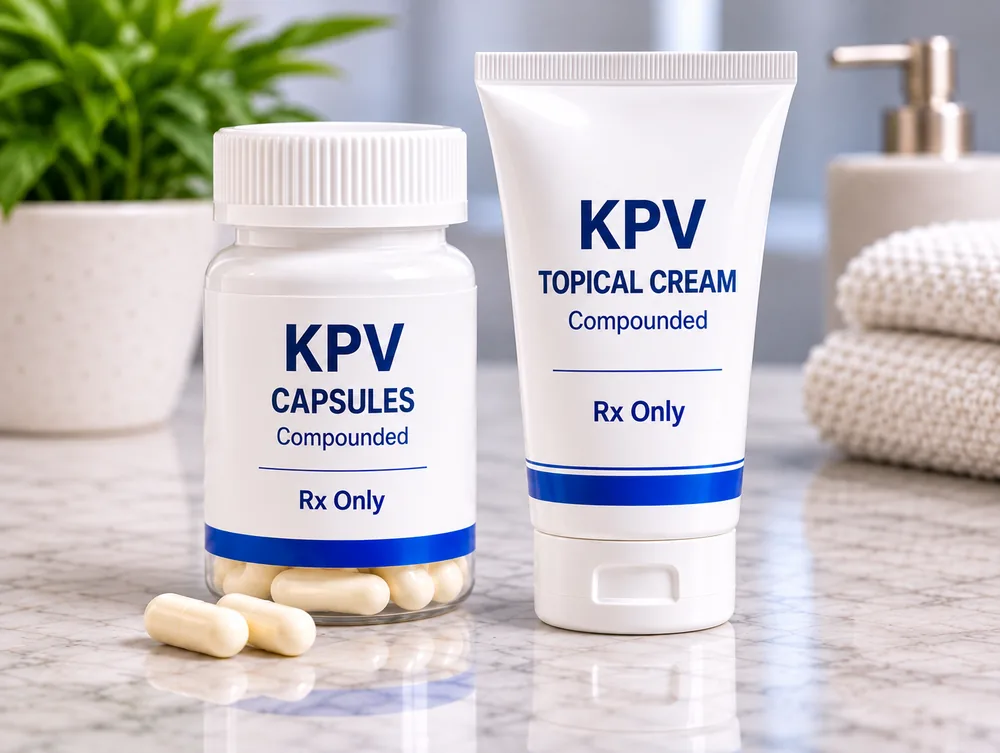 KPV
CAPSULES
Compounded
Rx Only
KPV
TOPICAL CREAM
Compounded
Rx Only